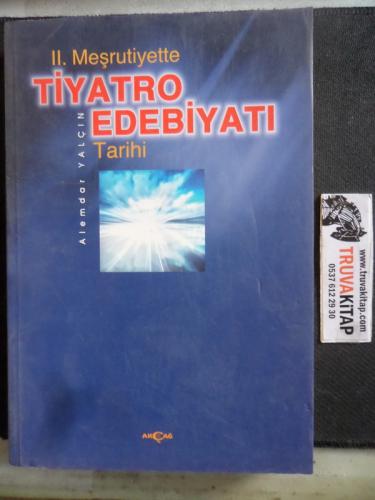 II. Meşrutiyette
TİYATRO
EDEBİYATI
Tarihi
Alemdar YALÇIN
AKÇAĞ
www.truvakitap.com
TRUVAKİTAP
0537 612 29 30